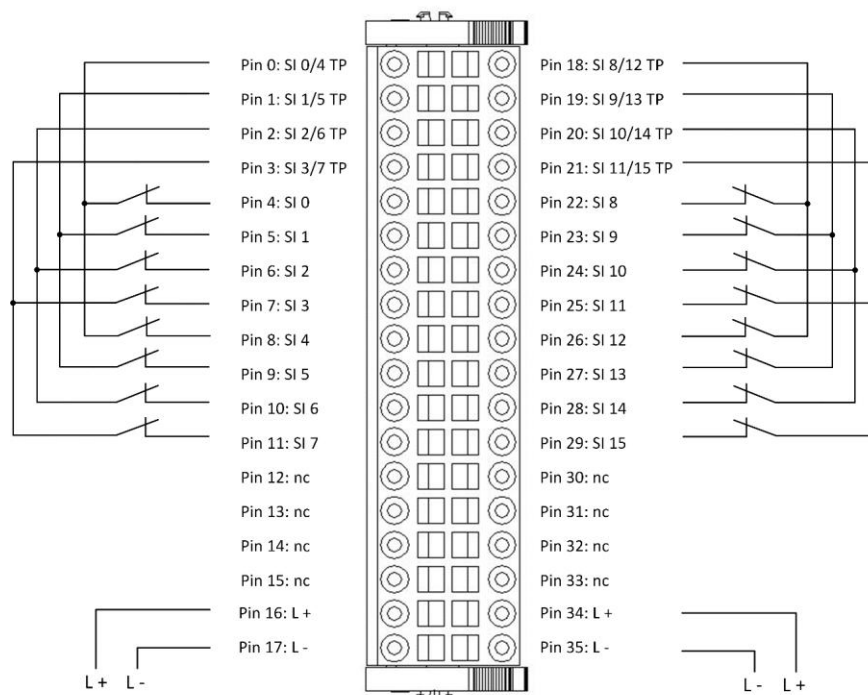 Pin 0: SI 0/4 TP
Pin 1: SI 1/5 TP
Pin 2: SI 2/6 TP
Pin 3: SI 3/7 TP
Pin 4: SI 0
Pin 5: SI 1
Pin 6: SI 2
Pin 7: SI 3
Pin 8: SI 4
Pin 9: SI 5
Pin 10: SI 6
Pin 11: SI 7
Pin 12: nc
Pin 13: nc
Pin 14: nc
Pin 15: nc
Pin 16: L +
Pin 17: L -
L + L -
Pin 18: SI 8/12 TP
Pin 19: SI 9/13 TP
Pin 20: SI 10/14 TP
Pin 21: SI 11/15 TP
Pin 22: SI 8
Pin 23: SI 9
Pin 24: SI 10
Pin 25: SI 11
Pin 26: SI 12
Pin 27: SI 13
Pin 28: SI 14
Pin 29: SI 15
Pin 30: nc
Pin 31: nc
Pin 32: nc
Pin 33: nc
Pin 34: L +
Pin 35: L -
L - L +